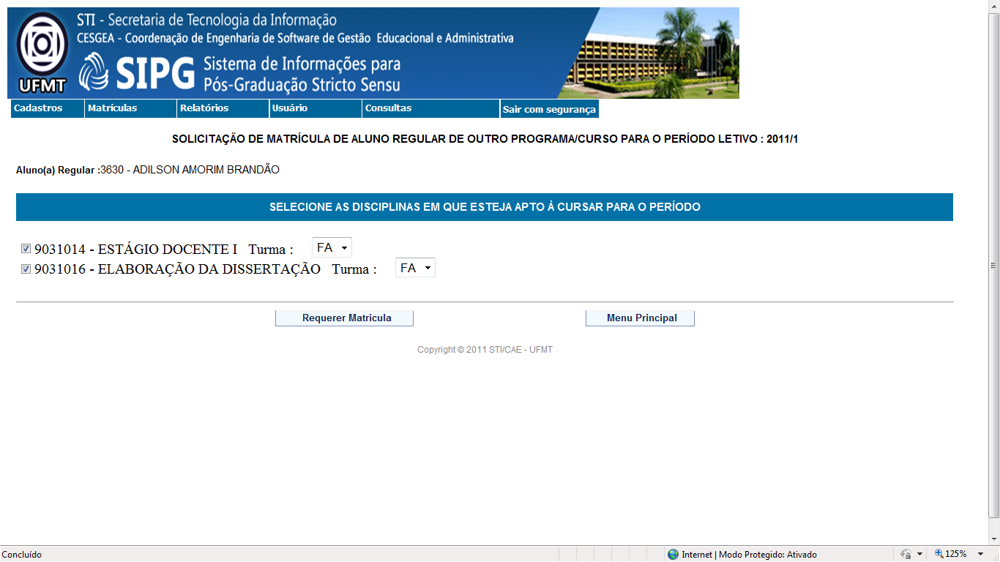 STI - Secretaria de Tecnologia da Informação
CESGEA - Coordenação de Engenharia de Software de Gestão Educacional e Administrativa
UFMT
SIPG
Sistema de Informações para
Pós-Graduação Stricto Sensu
Cadastros Matrículas Relatórios Usuário Consultas Sair com segurança
SOLICITAÇÃO DE MATRÍCULA DE ALUNO REGULAR DE OUTRO PROGRAMA/CURSO PARA O PERÍODO LETIVO : 2011/1
Aluno(a) Regular :3630 - ADILSON AMORIM BRANDÃO
SELECIONE AS DISCIPLINAS EM QUE ESTEJA APTO À CURSAR PARA O PERÍODO
9031014 - ESTÁGIO DOCENTE I Turma : FA
9031016 - ELABORAÇÃO DA DISSERTAÇÃO Turma : FA
Requerer Matricula Menu Principal
Copyright © 2011 STI/CAE - UFMT
Concluído Internet | Modo Protegido: Ativado 125%